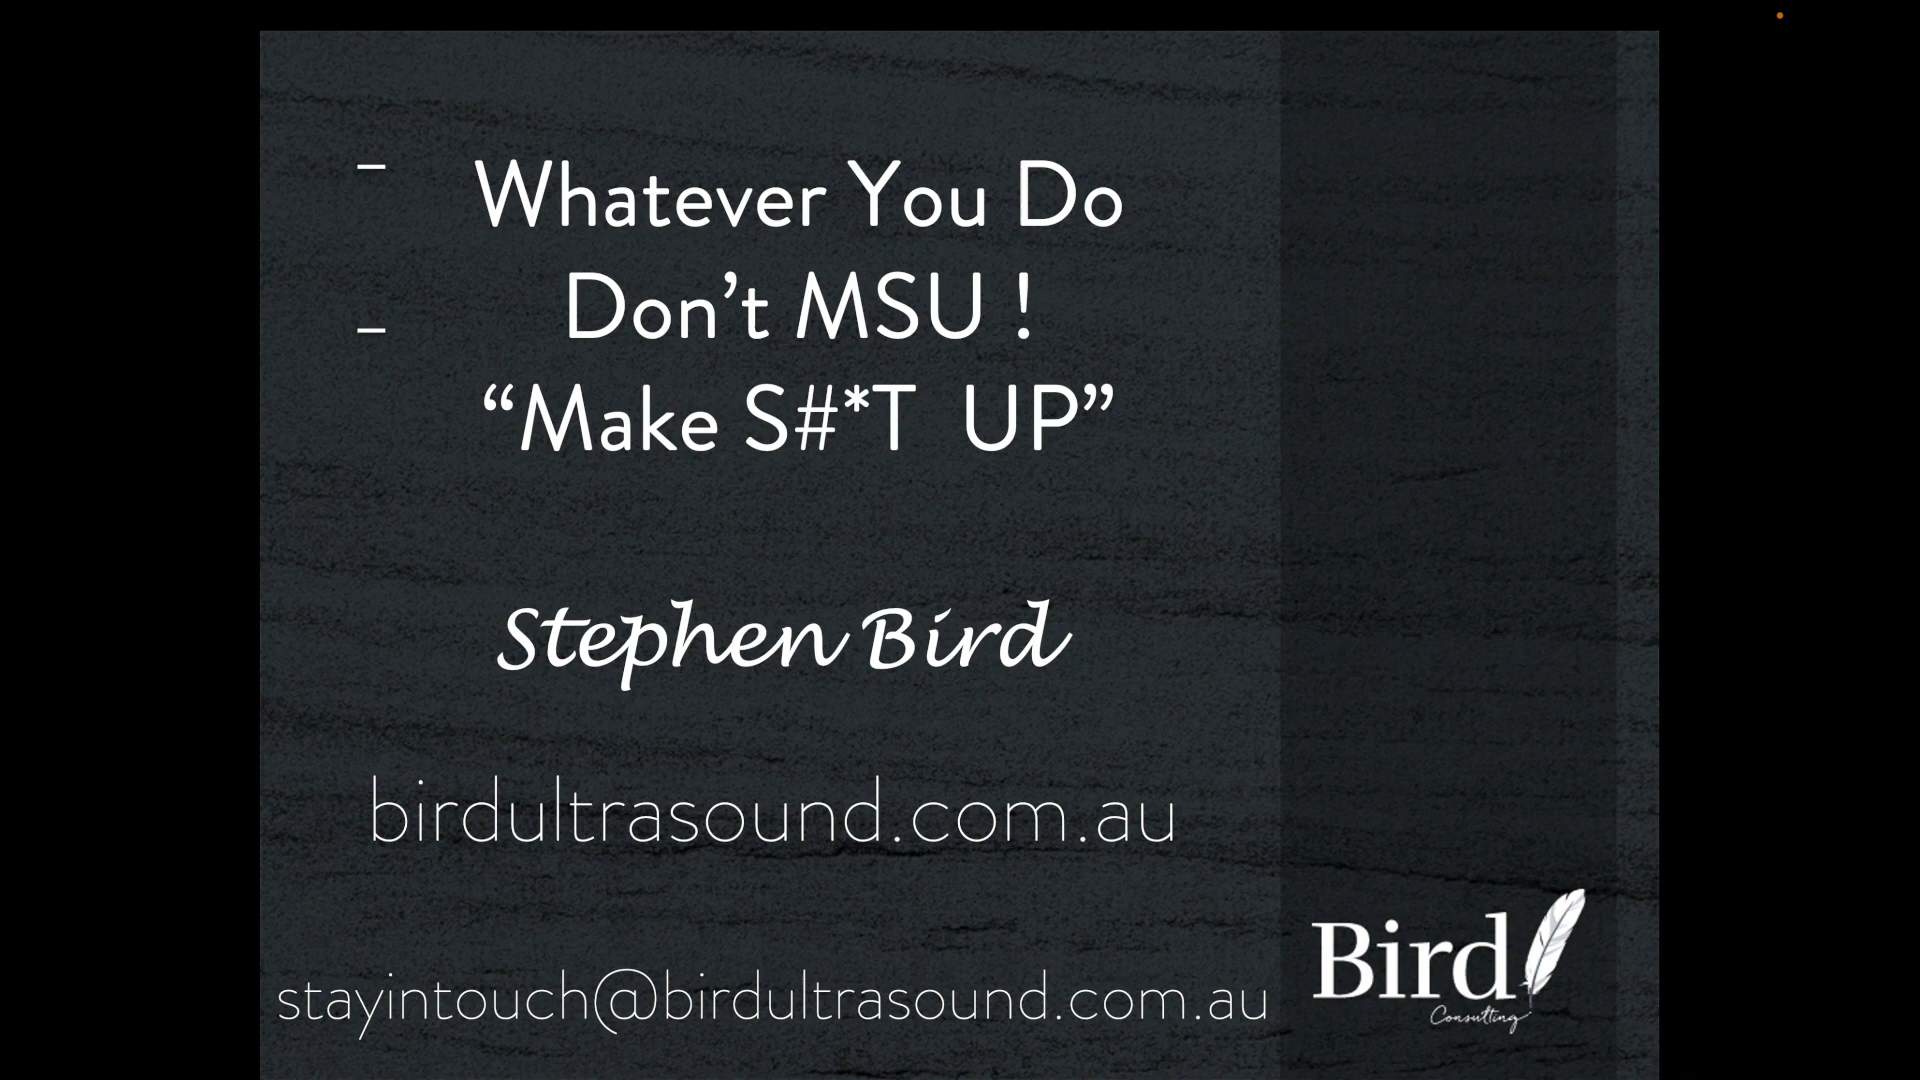 – Whatever You Do
– Don’t MSU !
“Make S#*T UP”
Stephen Bird
birdultrasound.com.au
stayintouch@birdultrasound.com.au
Bird
Consulting